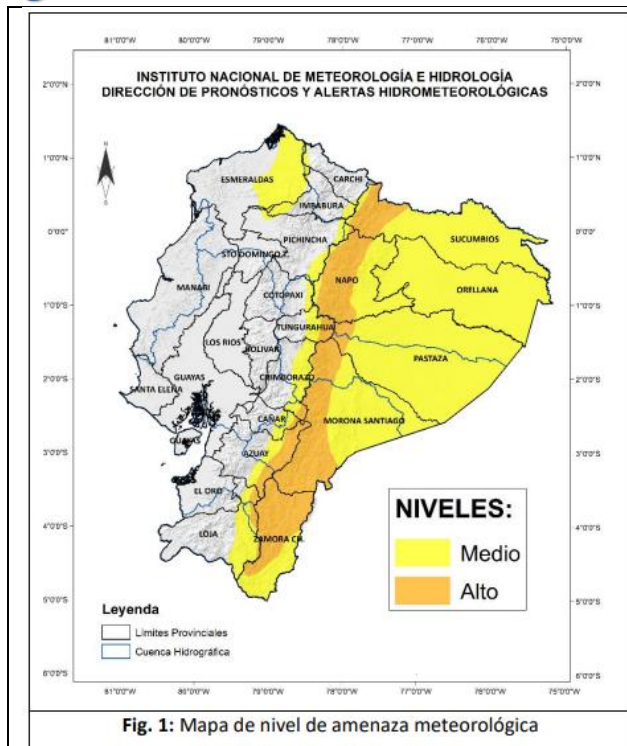 81°0'0"W 80°0'0"W 79°0'0"W 78°0'0"W 77°0'0"W 76°0'0"W 75°0'0"W
INSTITUTO NACIONAL DE METEOROLOGÍA E HIDROLOGÍA
DIRECCIÓN DE PRONÓSTICOS Y ALERTAS HIDROMETEOROLÓGICAS
2°0'0"N 2°0'0"N
1°0'0"N 1°0'0"N
0°0'0" 0°0'0"
1°0'0"S 1°0'0"S
2°0'0"S 2°0'0"S
3°0'0"S 3°0'0"S
4°0'0"S 4°0'0"S
5°0'0"S 5°0'0"S
6°0'0"S 6°0'0"S
N
ESMERALDAS
CARCHI
IMBABURA
SUCUMBIOS
PICHINCHA
STO DOMINGO T.
NAPO
ORELLANA
MANABI
COTOPAXI
TUNGURAHUA
LOS RIOS
BOLIVAR
PASTAZA
GUAYAS
CHIMBORAZO
SANTA ELENA
CAÑAR
MORONA SANTIAGO
GUAYAS
AZUAY
EL ORO
LOJA
ZAMORA CH.
NIVELES:
Medio
Alto
Leyenda
Límites Provinciales
Cuenca Hidrográfica
81°0'0"W 80°0'0"W 79°0'0"W 78°0'0"W 77°0'0"W 76°0'0"W 75°0'0"W
Fig. 1: Mapa de nivel de amenaza meteorológica